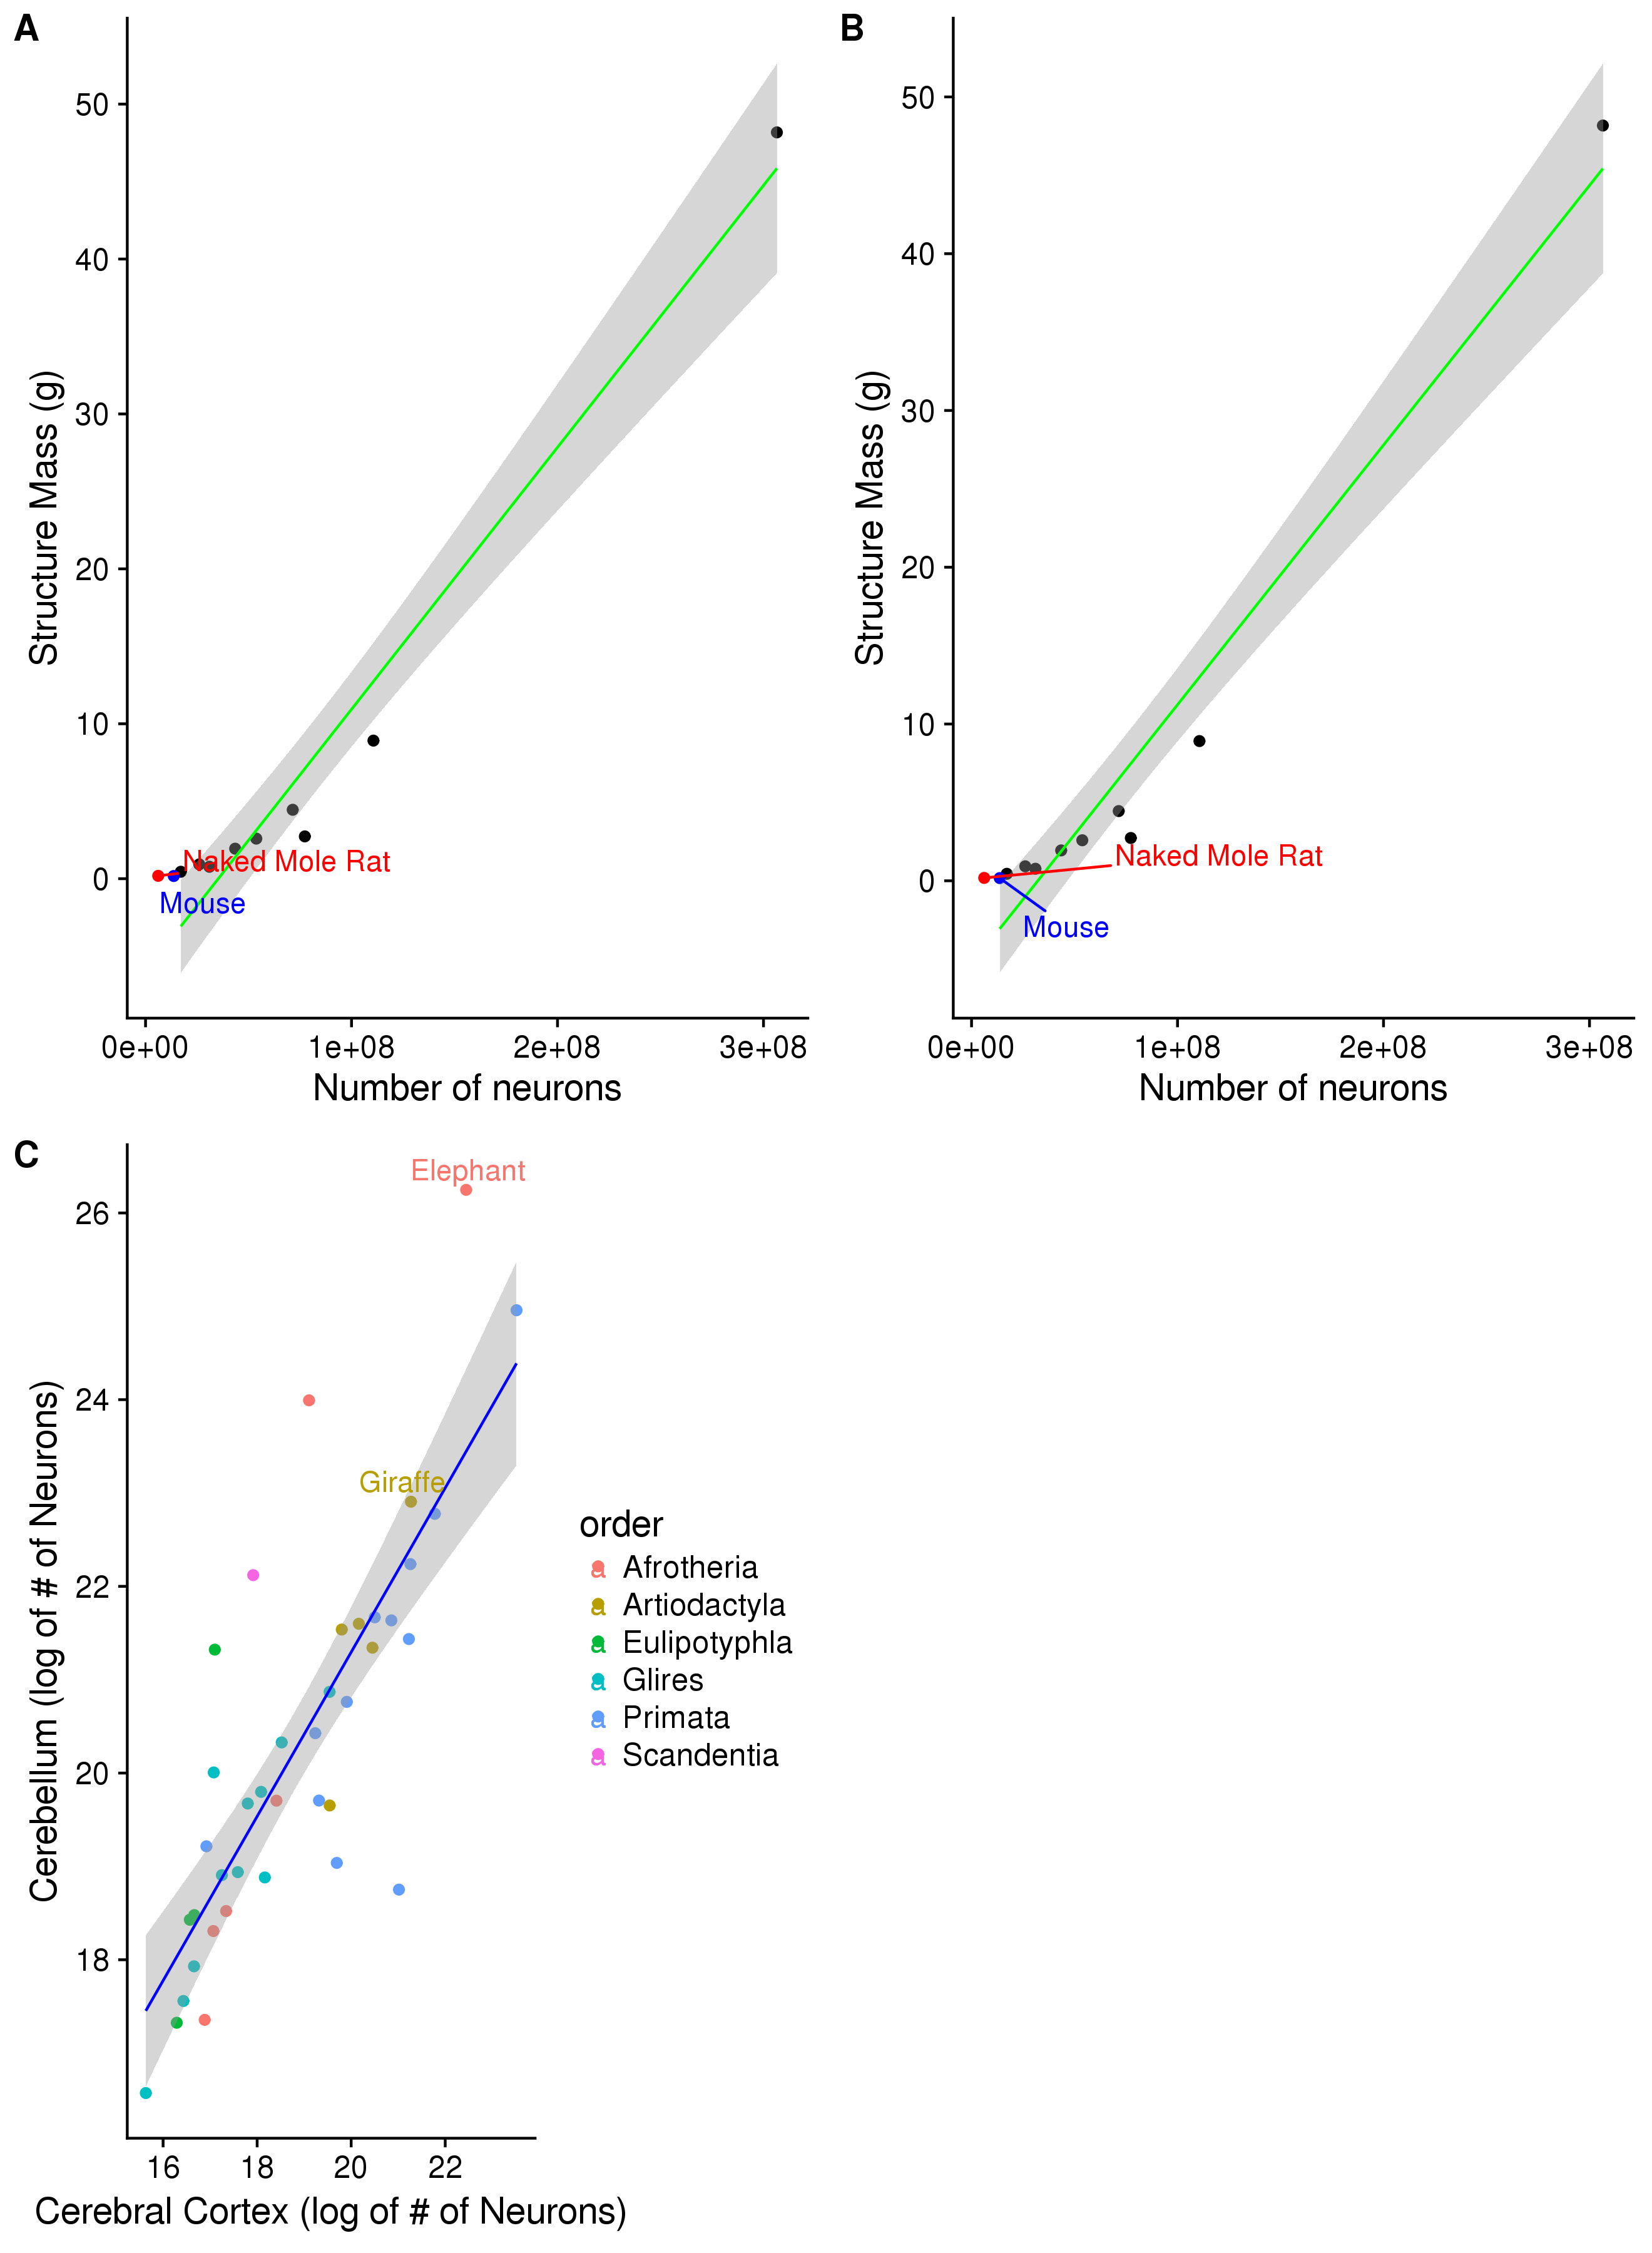 A
50
40
30
20
10
0
Structure Mass (g)
Naked Mole Rat
Mouse
0e+00 1e+08 2e+08 3e+08
Number of neurons
B
50
40
30
20
10
0
Structure Mass (g)
Naked Mole Rat
Mouse
0e+00 1e+08 2e+08 3e+08
Number of neurons
C
26
24
22
20
18
Cerebellum (log of # of Neurons)
Elephant
Giraffe
16 18 20 22
Cerebral Cortex (log of # of Neurons)
order
a Afrotheria
a Artiodactyla
a Eulipotyphla
a Glires
a Primata
a Scandentia